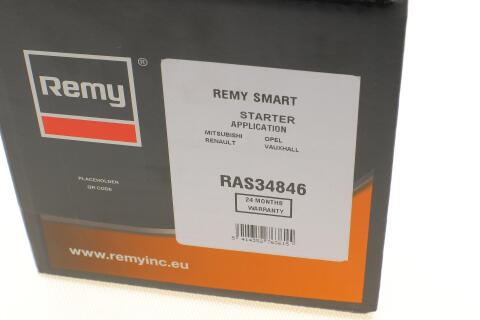 Remy ®
PLACEHOLDER
QR CODE
www.remyinc.eu
REMY SMART
STARTER
APPLICATION
MITSUBISHI OPEL
RENAULT VAUXHALL
RAS34846
24 MONTHS
WARRANTY